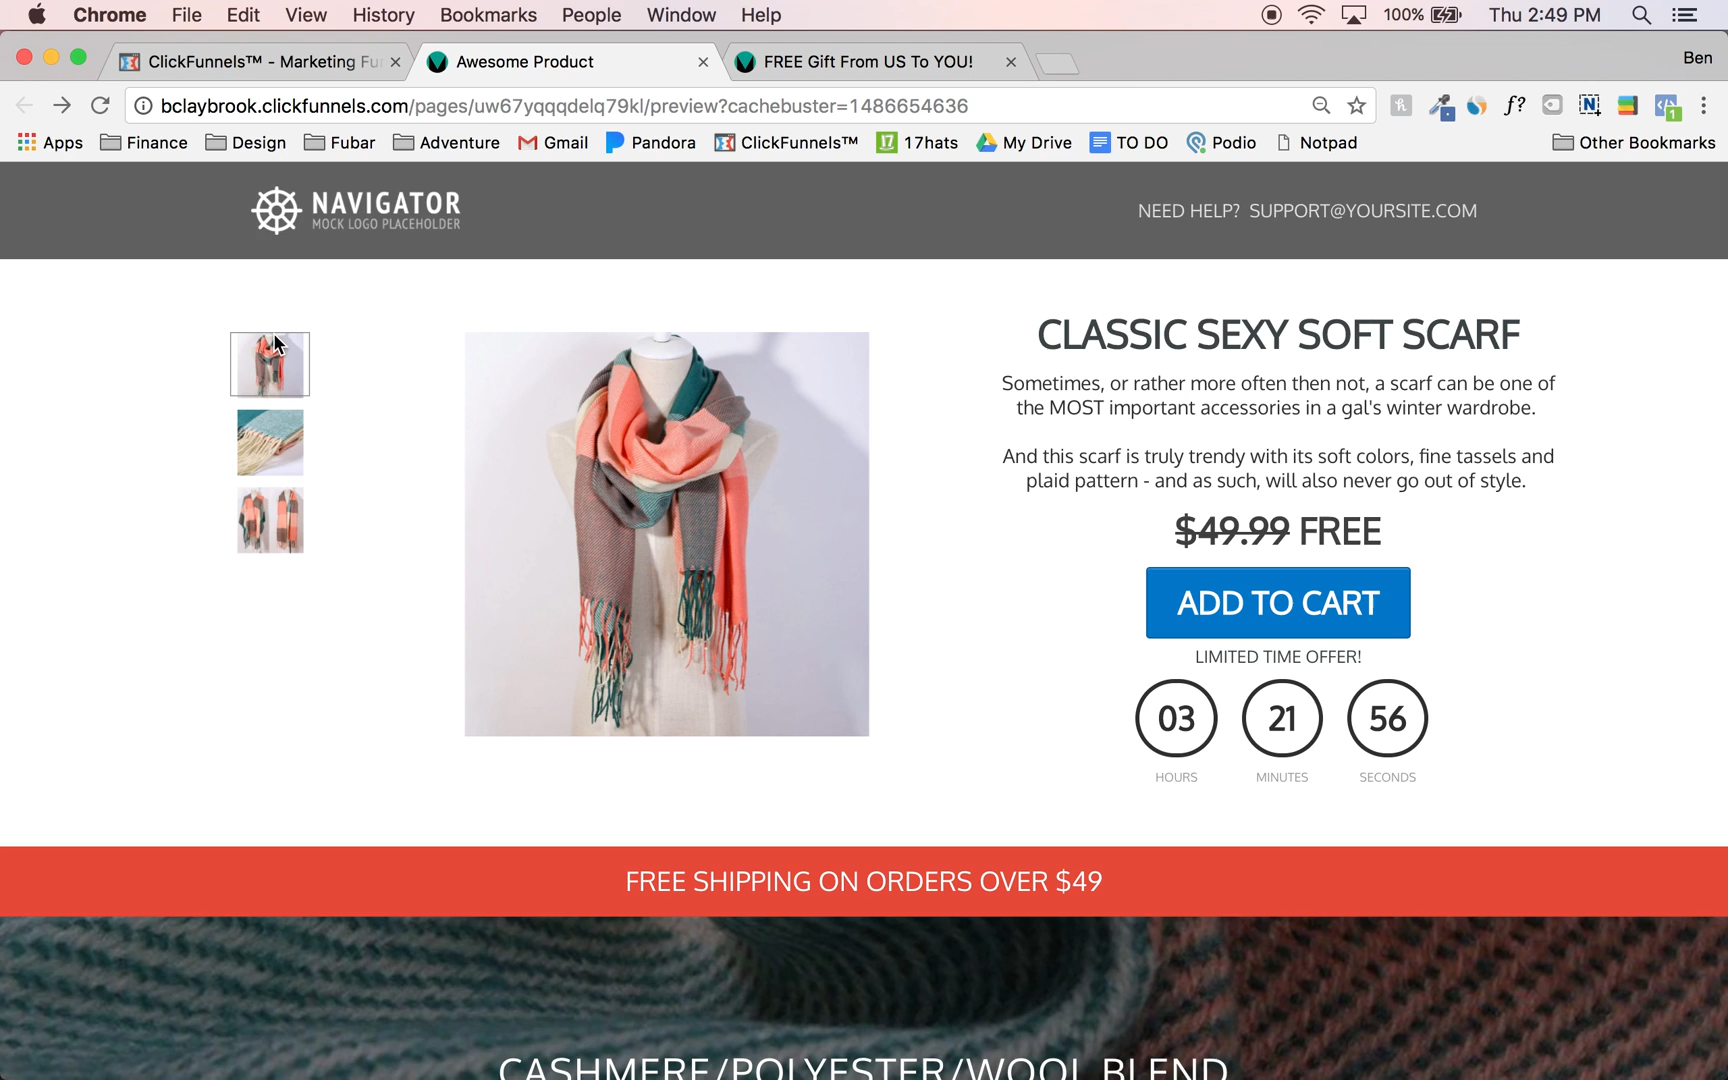 Chrome File Edit View History Bookmarks People Window Help 100% Thu 2:49 PM
ClickFunnels™ - Marketing Fu Awesome Product FREE Gift From US To YOU! Ben
bclaybrook.clickfunnels.com/pages/uw67yqqqdelq79kl/preview?cachebuster=1486654636 f?
Apps Finance Design Fubar Adventure Gmail Pandora ClickFunnels™ 17hats My Drive TO DO Podio Notpad Other Bookmarks
NAVIGATOR
MOCK LOGO PLACEHOLDER
NEED HELP? SUPPORT@YOURSITE.COM
CLASSIC SEXY SOFT SCARF
Sometimes, or rather more often then not, a scarf can be one of
the MOST important accessories in a gal's winter wardrobe.
And this scarf is truly trendy with its soft colors, fine tassels and
plaid pattern - and as such, will also never go out of style.
$49.99 FREE
ADD TO CART
LIMITED TIME OFFER!
03 21 56
HOURS MINUTES SECONDS
FREE SHIPPING ON ORDERS OVER $49
CASHMERE/POLYESTER/WOOL BLEND